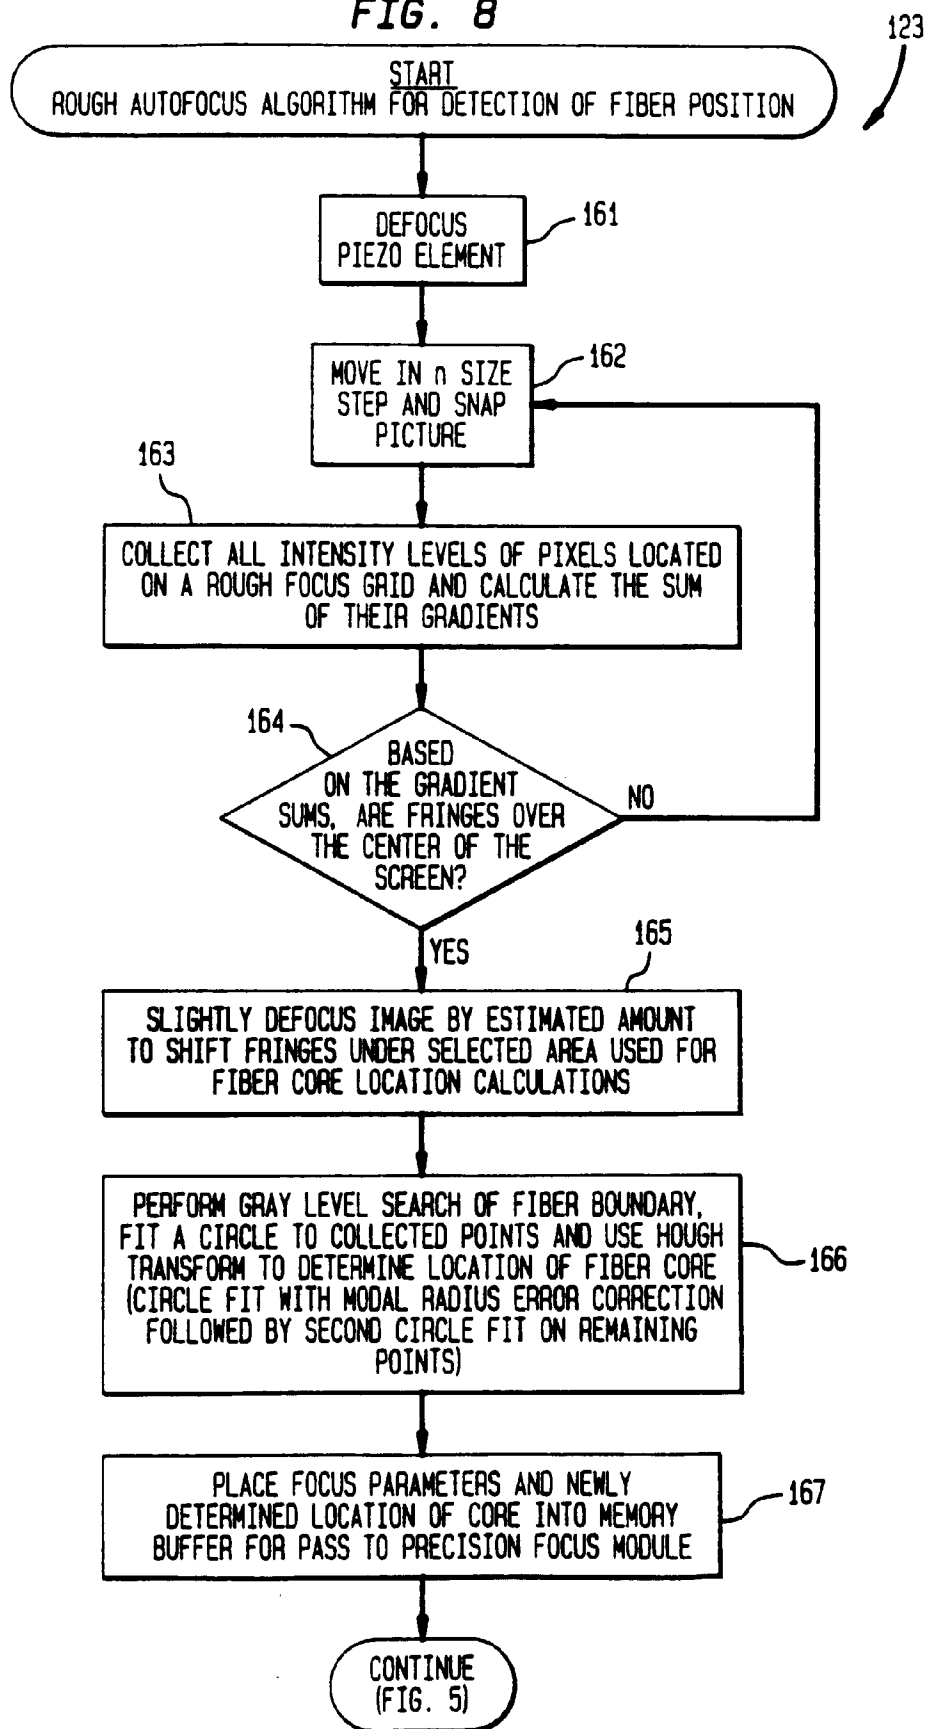 FIG. 8
123
START
ROUGH AUTOFOCUS ALGORITHM FOR DETECTION OF FIBER POSITION
161
DEFOCUS
PIEZO ELEMENT
162
MOVE IN n SIZE
STEP AND SNAP
PICTURE
163
COLLECT ALL INTENSITY LEVELS OF PIXELS LOCATED
ON A ROUGH FOCUS GRID AND CALCULATE THE SUM
OF THEIR GRADIENTS
164
BASED
ON THE GRADIENT
SUMS, ARE FRINGES OVER
THE CENTER OF THE
SCREEN?
NO
YES
165
SLIGHTLY DEFOCUS IMAGE BY ESTIMATED AMOUNT
TO SHIFT FRINGES UNDER SELECTED AREA USED FOR
FIBER CORE LOCATION CALCULATIONS
PERFORM GRAY LEVEL SEARCH OF FIBER BOUNDARY,
FIT A CIRCLE TO COLLECTED POINTS AND USE HOUGH
TRANSFORM TO DETERMINE LOCATION OF FIBER CORE
(CIRCLE FIT WITH MODAL RADIUS ERROR CORRECTION
FOLLOWED BY SECOND CIRCLE FIT ON REMAINING
POINTS)
166
PLACE FOCUS PARAMETERS AND NEWLY
DETERMINED LOCATION OF CORE INTO MEMORY
BUFFER FOR PASS TO PRECISION FOCUS MODULE
167
CONTINUE
(FIG. 5)